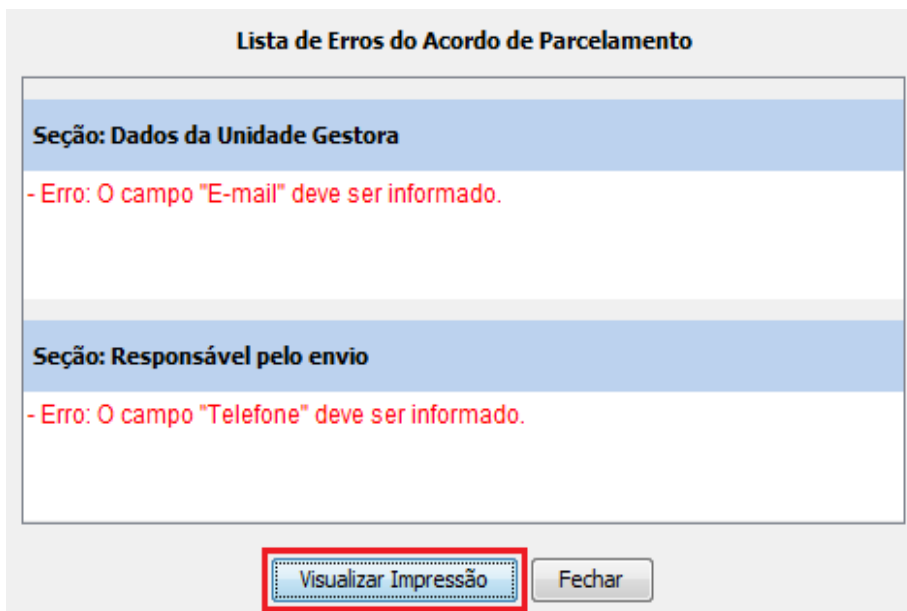 Lista de Erros do Acordo de Parcelamento
Seção: Dados da Unidade Gestora
- Erro: O campo "E-mail" deve ser informado.
Seção: Responsável pelo envio
- Erro: O campo "Telefone" deve ser informado.
Visualizar Impressão
Fechar